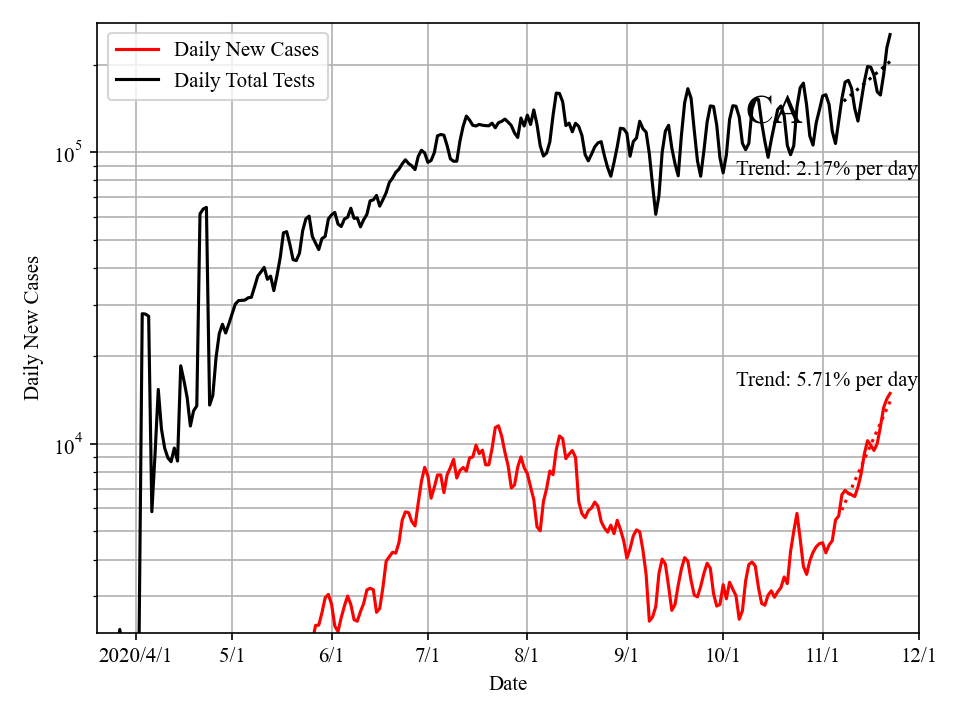 Daily New Cases
Daily Total Tests
CA
10^5
Trend: 2.17% per day
Daily New Cases
Trend: 5.71% per day
10^4
2020/4/1 5/1 6/1 7/1 8/1 9/1 10/1 11/1 12/1
Date